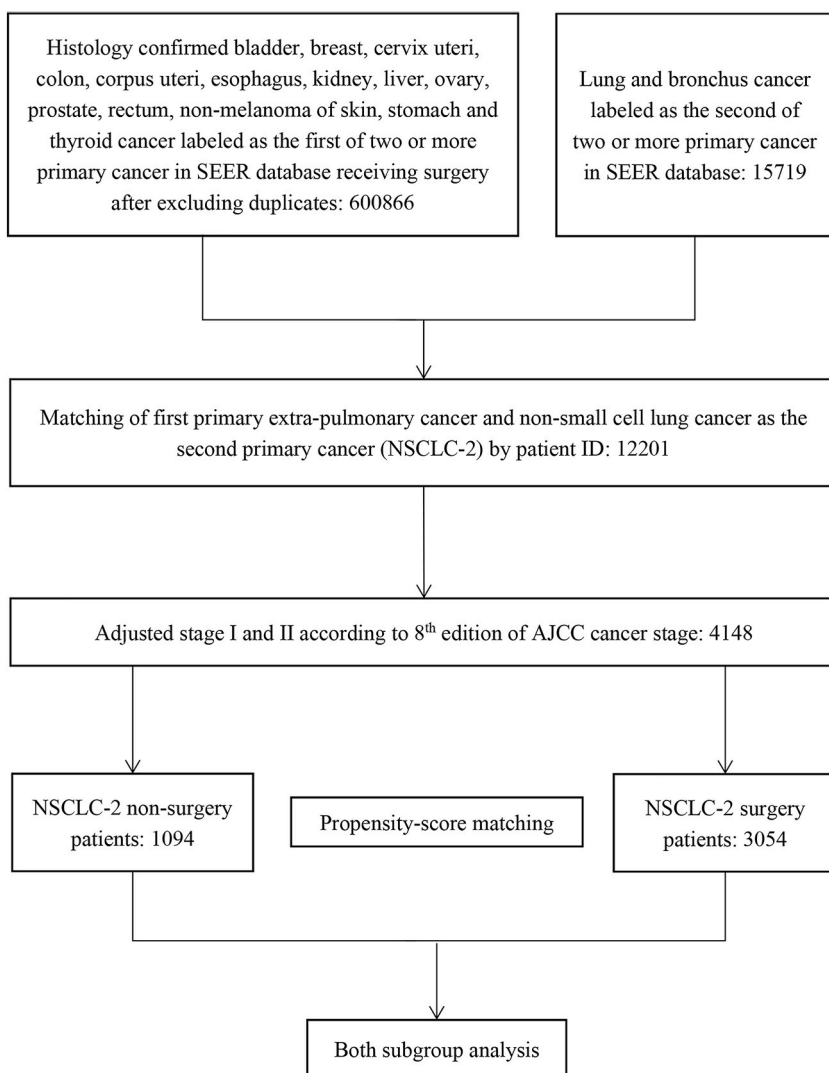 Histology confirmed bladder, breast, cervix uteri,
colon, corpus uteri, esophagus, kidney, liver, ovary,
prostate, rectum, non-melanoma of skin, stomach and
thyroid cancer labeled as the first of two or more
primary cancer in SEER database receiving surgery
after excluding duplicates: 600866
Lung and bronchus cancer
labeled as the second of
two or more primary cancer
in SEER database: 15719
Matching of first primary extra-pulmonary cancer and non-small cell lung cancer as the
second primary cancer (NSCLC-2) by patient ID: 12201
Adjusted stage I and II according to 8th edition of AJCC cancer stage: 4148
NSCLC-2 non-surgery
patients: 1094
Propensity-score matching
NSCLC-2 surgery
patients: 3054
Both subgroup analysis